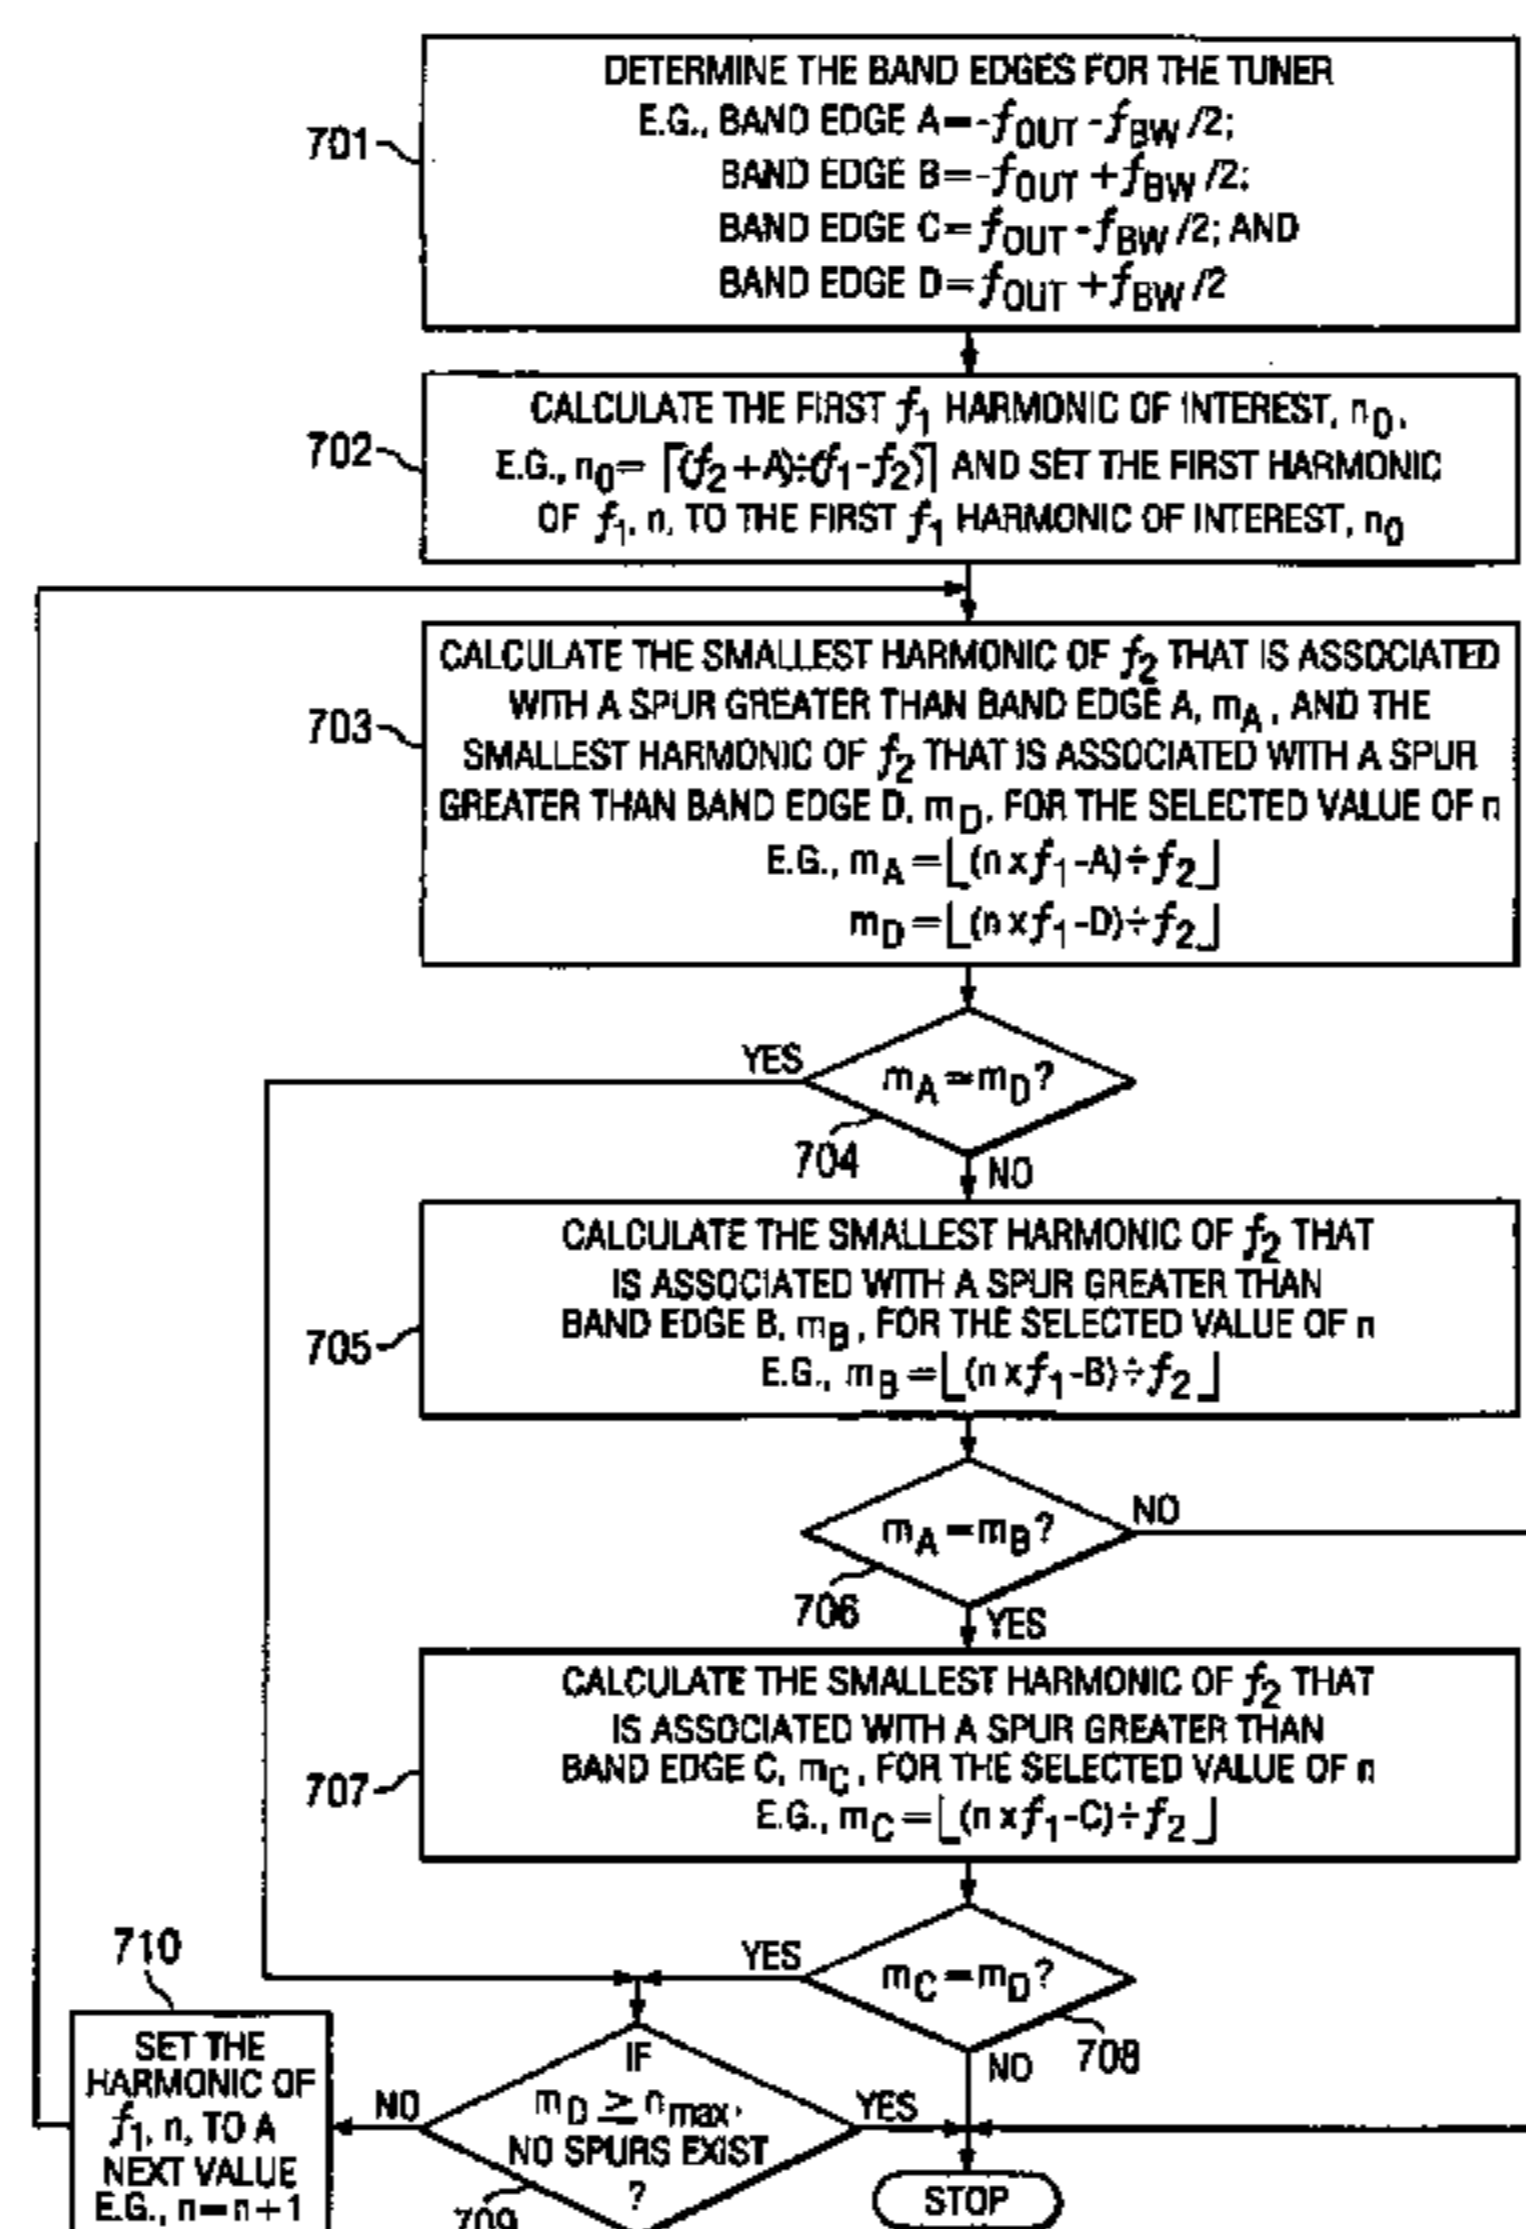 701
DETERMINE THE BAND EDGES FOR THE TUNER
E.G., BAND EDGE A=-fOUT -fBW /2;
BAND EDGE B=-fOUT +fBW /2;
BAND EDGE C=fOUT -fBW /2; AND
BAND EDGE D=fOUT +fBW /2
702
CALCULATE THE FIRST f1 HARMONIC OF INTEREST, n0,
E.G., n0= ⌈(f2+A)÷(f1-f2)⌉ AND SET THE FIRST HARMONIC
OF f1, n, TO THE FIRST f1 HARMONIC OF INTEREST, n0
703
CALCULATE THE SMALLEST HARMONIC OF f2 THAT IS ASSOCIATED
WITH A SPUR GREATER THAN BAND EDGE A, mA, AND THE
SMALLEST HARMONIC OF f2 THAT IS ASSOCIATED WITH A SPUR
GREATER THAN BAND EDGE D, mD, FOR THE SELECTED VALUE OF n
E.G., mA=⌊(n x f1-A)÷f2⌋
mD=⌊(n x f1-D)÷f2⌋
YES
mA=mD?
704
NO
705
CALCULATE THE SMALLEST HARMONIC OF f2 THAT
IS ASSOCIATED WITH A SPUR GREATER THAN
BAND EDGE B, mB, FOR THE SELECTED VALUE OF n
E.G., mB=⌊(n x f1-B)÷f2⌋
mA=mB?
NO
706
YES
707
CALCULATE THE SMALLEST HARMONIC OF f2 THAT
IS ASSOCIATED WITH A SPUR GREATER THAN
BAND EDGE C, mC, FOR THE SELECTED VALUE OF n
E.G., mC=⌊(n x f1-C)÷f2⌋
YES
mC=mD?
708
NO
710
SET THE
HARMONIC OF
f1, n, TO A
NEXT VALUE
E.G., n=n+1
NO
IF
mD ≥ nmax,
NO SPURS EXIST
?
YES
709
STOP